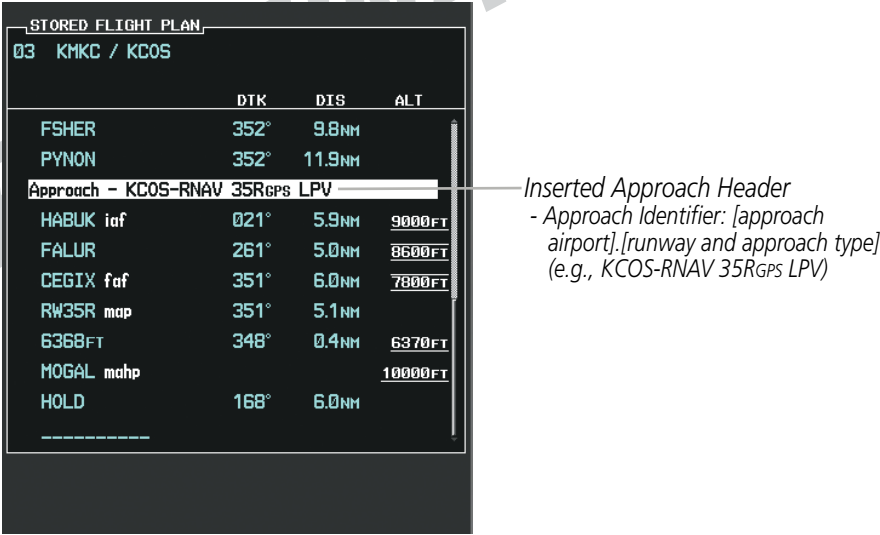 STORED FLIGHT PLAN
03 KMKC / KCOS
DTK DIS ALT
FSHER 352° 9.8NM
PYNON 352° 11.9NM
Approach - KCOS-RNAV 35RGPS LPV
HABUK iaf 021° 5.9NM 9000FT
FALUR 261° 5.0NM 8600FT
CEGIX faf 351° 6.0NM 7800FT
RW35R map 351° 5.1NM
6368FT 348° 0.4NM 6370FT
MOGAL mahp 10000FT
HOLD 168° 6.0NM
__________
Inserted Approach Header
- Approach Identifier: [approach
airport].[runway and approach type]
(e.g., KCOS-RNAV 35RGPS LPV)